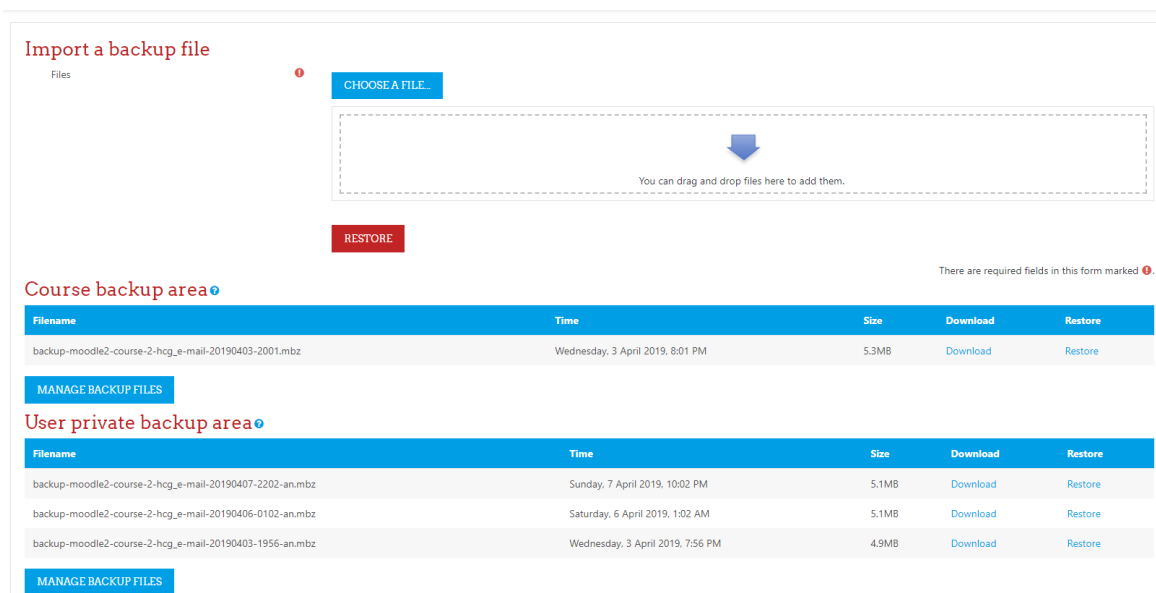 Import a backup file
Files
CHOOSE A FILE...
You can drag and drop files here to add them.
RESTORE
There are required fields in this form marked .
Course backup area
Filename Time Size Download Restore
backup-moodle2-course-2-hcg_e-mail-20190403-2001.mbz Wednesday, 3 April 2019, 8:01 PM 5.3MB Download Restore
MANAGE BACKUP FILES
User private backup area
Filename Time Size Download Restore
backup-moodle2-course-2-hcg_e-mail-20190407-2202-an.mbz Sunday, 7 April 2019, 10:02 PM 5.1MB Download Restore
backup-moodle2-course-2-hcg_e-mail-20190406-0102-an.mbz Saturday, 6 April 2019, 1:02 AM 5.1MB Download Restore
backup-moodle2-course-2-hcg_e-mail-20190403-1956-an.mbz Wednesday, 3 April 2019, 7:56 PM 4.9MB Download Restore
MANAGE BACKUP FILES